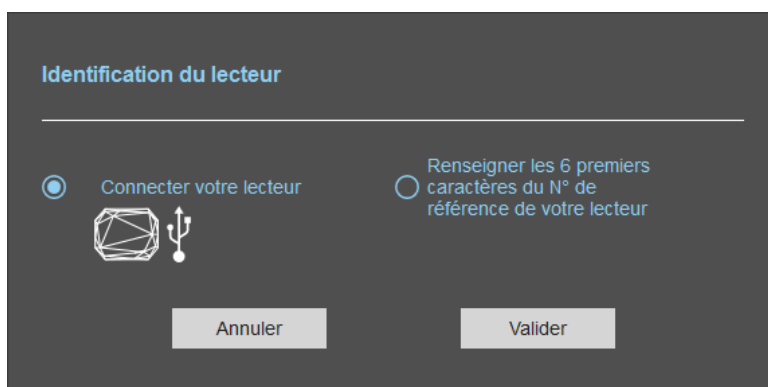 Identification du lecteur
Connecter votre lecteur
Renseigner les 6 premiers
caractères du N° de
référence de votre lecteur
Annuler
Valider